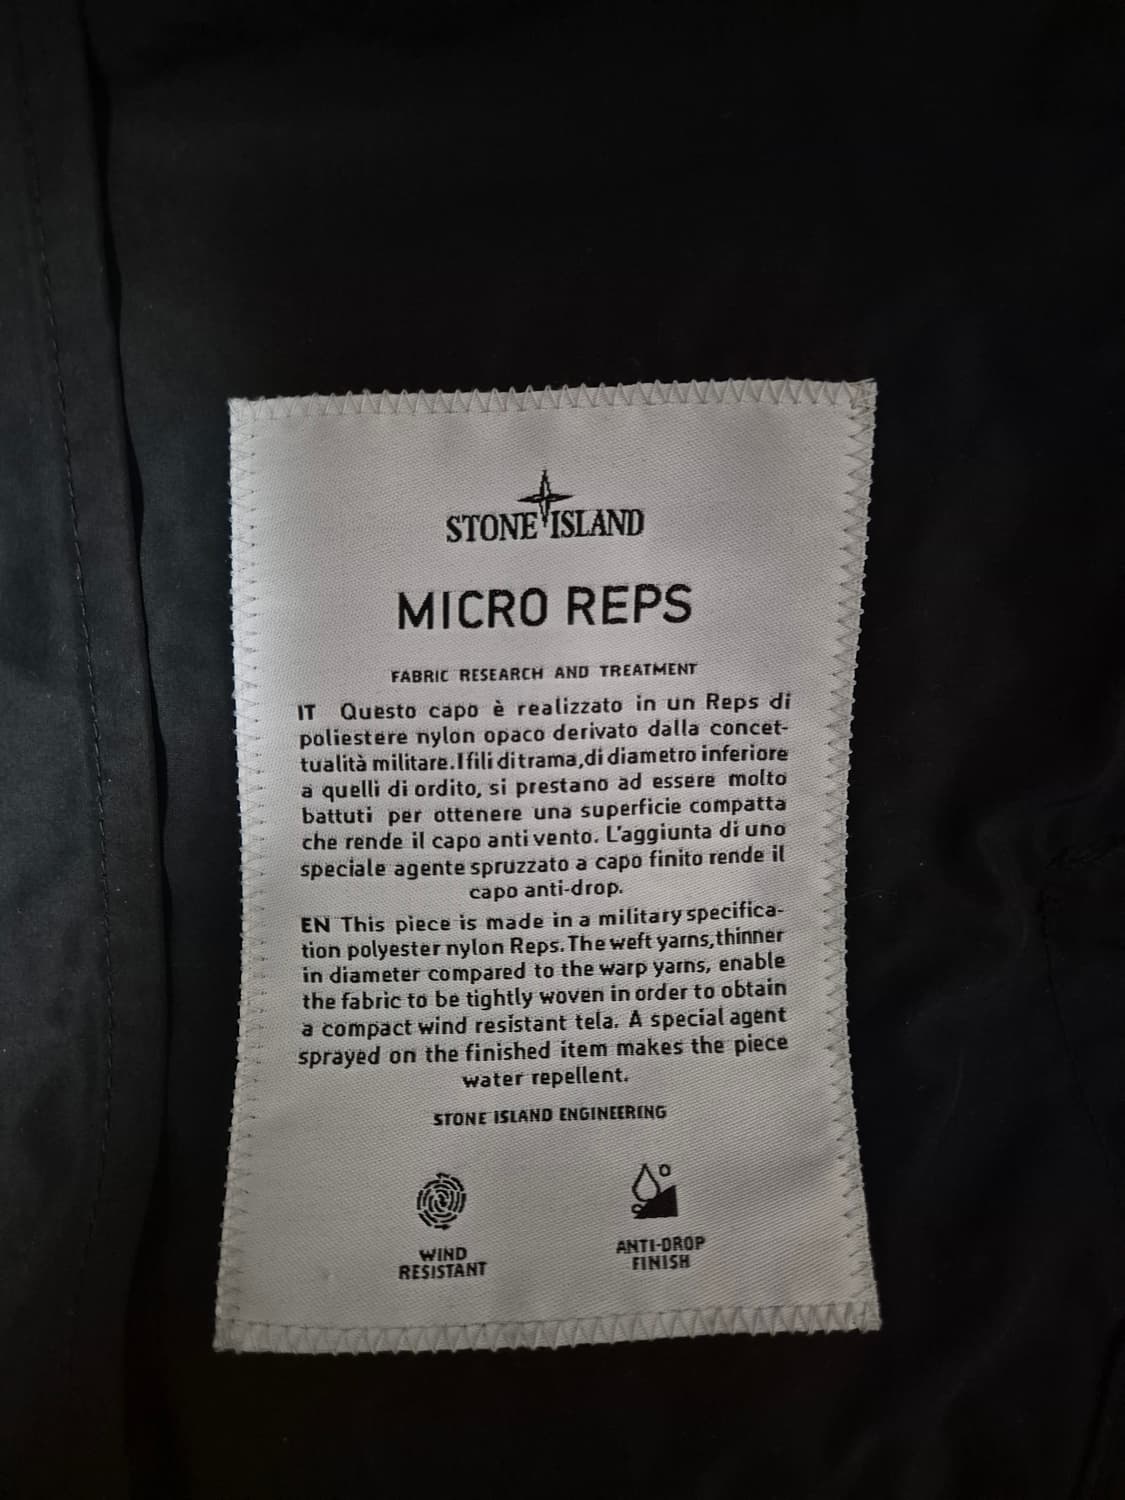 STONE ISLAND
MICRO REPS
FABRIC RESEARCH AND TREATMENT
IT Questo capo è realizzato in un Reps di
poliestere nylon opaco derivato dalla concet-
tualità militare. I fili di trama, di diametro inferiore
a quelli di ordito, si prestano ad essere molto
battuti per ottenere una superficie compatta
che rende il capo anti vento. L'aggiunta di uno
speciale agente spruzzato a capo finito rende il
capo anti-drop.
EN This piece is made in a military specifica-
tion polyester nylon Reps. The weft yarns, thinner
in diameter compared to the warp yarns, enable
the fabric to be tightly woven in order to obtain
a compact wind resistant tela. A special agent
sprayed on the finished item makes the piece
water repellent.
STONE ISLAND ENGINEERING
WIND
RESISTANT
ANTI-DROP
FINISH